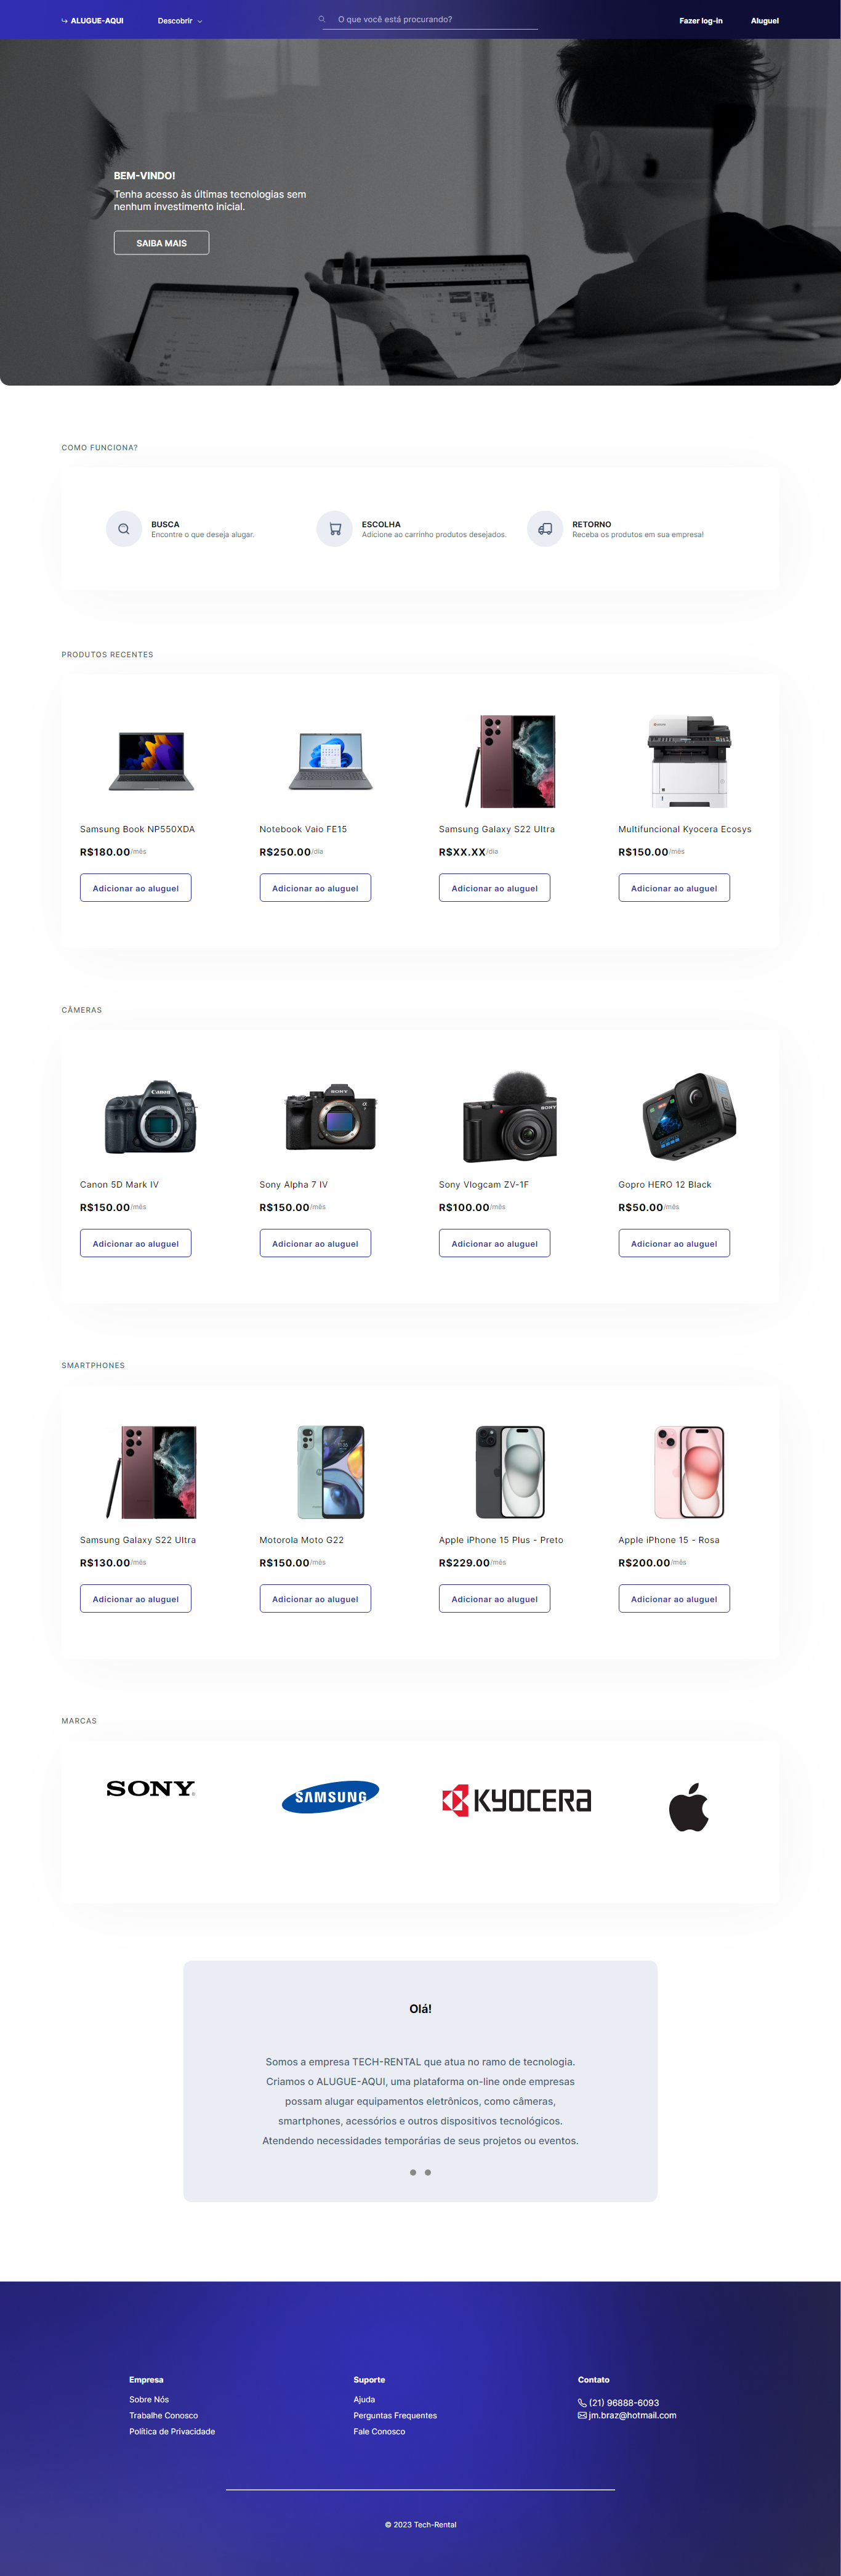 ALUGUE-AQUI
Descobrir
O que você está procurando?
Fazer log-in
Aluguel
BEM-VINDO!
Tenha acesso às últimas tecnologias sem
nenhum investimento inicial.
SAIBA MAIS
COMO FUNCIONA?
BUSCA
Encontre o que deseja alugar.
ESCOLHA
Adicione ao carrinho produtos desejados.
RETORNO
Receba os produtos em sua empresa!
PRODUTOS RECENTES
Samsung Book NP550XDA
R$180.00/mês
Adicionar ao aluguel
Notebook Vaio FE15
R$250.00/dia
Adicionar ao aluguel
Samsung Galaxy S22 Ultra
R$XX.XX/dia
Adicionar ao aluguel
Multifuncional Kyocera Ecosys
R$150.00/mês
Adicionar ao aluguel
CÂMERAS
Canon
Canon 5D Mark IV
R$150.00/mês
Adicionar ao aluguel
SONY
Sony Alpha 7 IV
R$150.00/mês
Adicionar ao aluguel
SONY
Sony Vlogcam ZV-1F
R$100.00/mês
Adicionar ao aluguel
Gopro HERO 12 Black
R$50.00/mês
Adicionar ao aluguel
SMARTPHONES
Samsung Galaxy S22 Ultra
R$130.00/mês
Adicionar ao aluguel
Motorola Moto G22
R$150.00/mês
Adicionar ao aluguel
Apple iPhone 15 Plus - Preto
R$229.00/mês
Adicionar ao aluguel
Apple iPhone 15 - Rosa
R$200.00/mês
Adicionar ao aluguel
MARCAS
SONY
SAMSUNG
KYOCERA
Olá!
Somos a empresa TECH-RENTAL que atua no ramo de tecnologia.
Criamos o ALUGUE-AQUI, uma plataforma on-line onde empresas
possam alugar equipamentos eletrônicos, como câmeras,
smartphones, acessórios e outros dispositivos tecnológicos.
Atendendo necessidades temporárias de seus projetos ou eventos.
Empresa
Sobre Nós
Trabalhe Conosco
Política de Privacidade
Suporte
Ajuda
Perguntas Frequentes
Fale Conosco
Contato
(21) 96888-6093
jm.braz@hotmail.com
© 2023 Tech-Rental